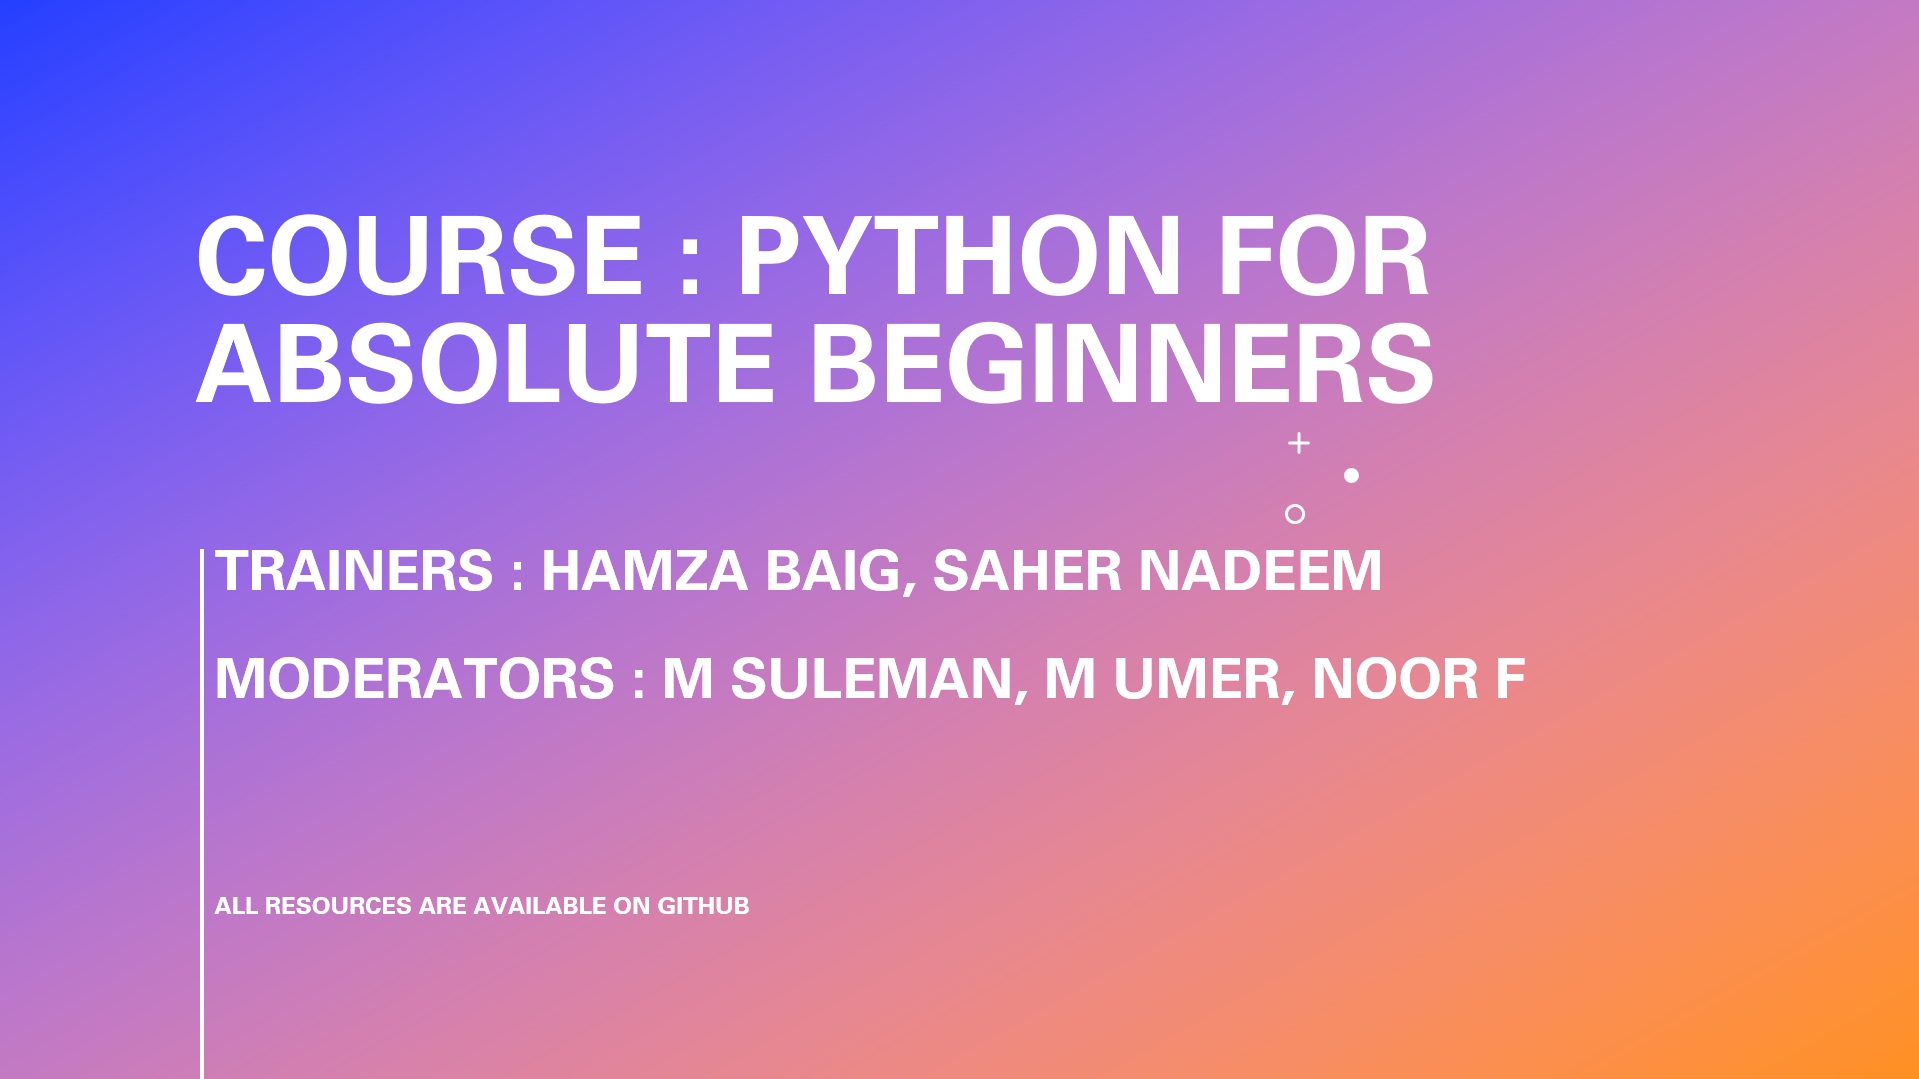 COURSE : PYTHON FOR
ABSOLUTE BEGINNERS
TRAINERS : HAMZA BAIG, SAHER NADEEM
MODERATORS : M SULEMAN, M UMER, NOOR F
ALL RESOURCES ARE AVAILABLE ON GITHUB